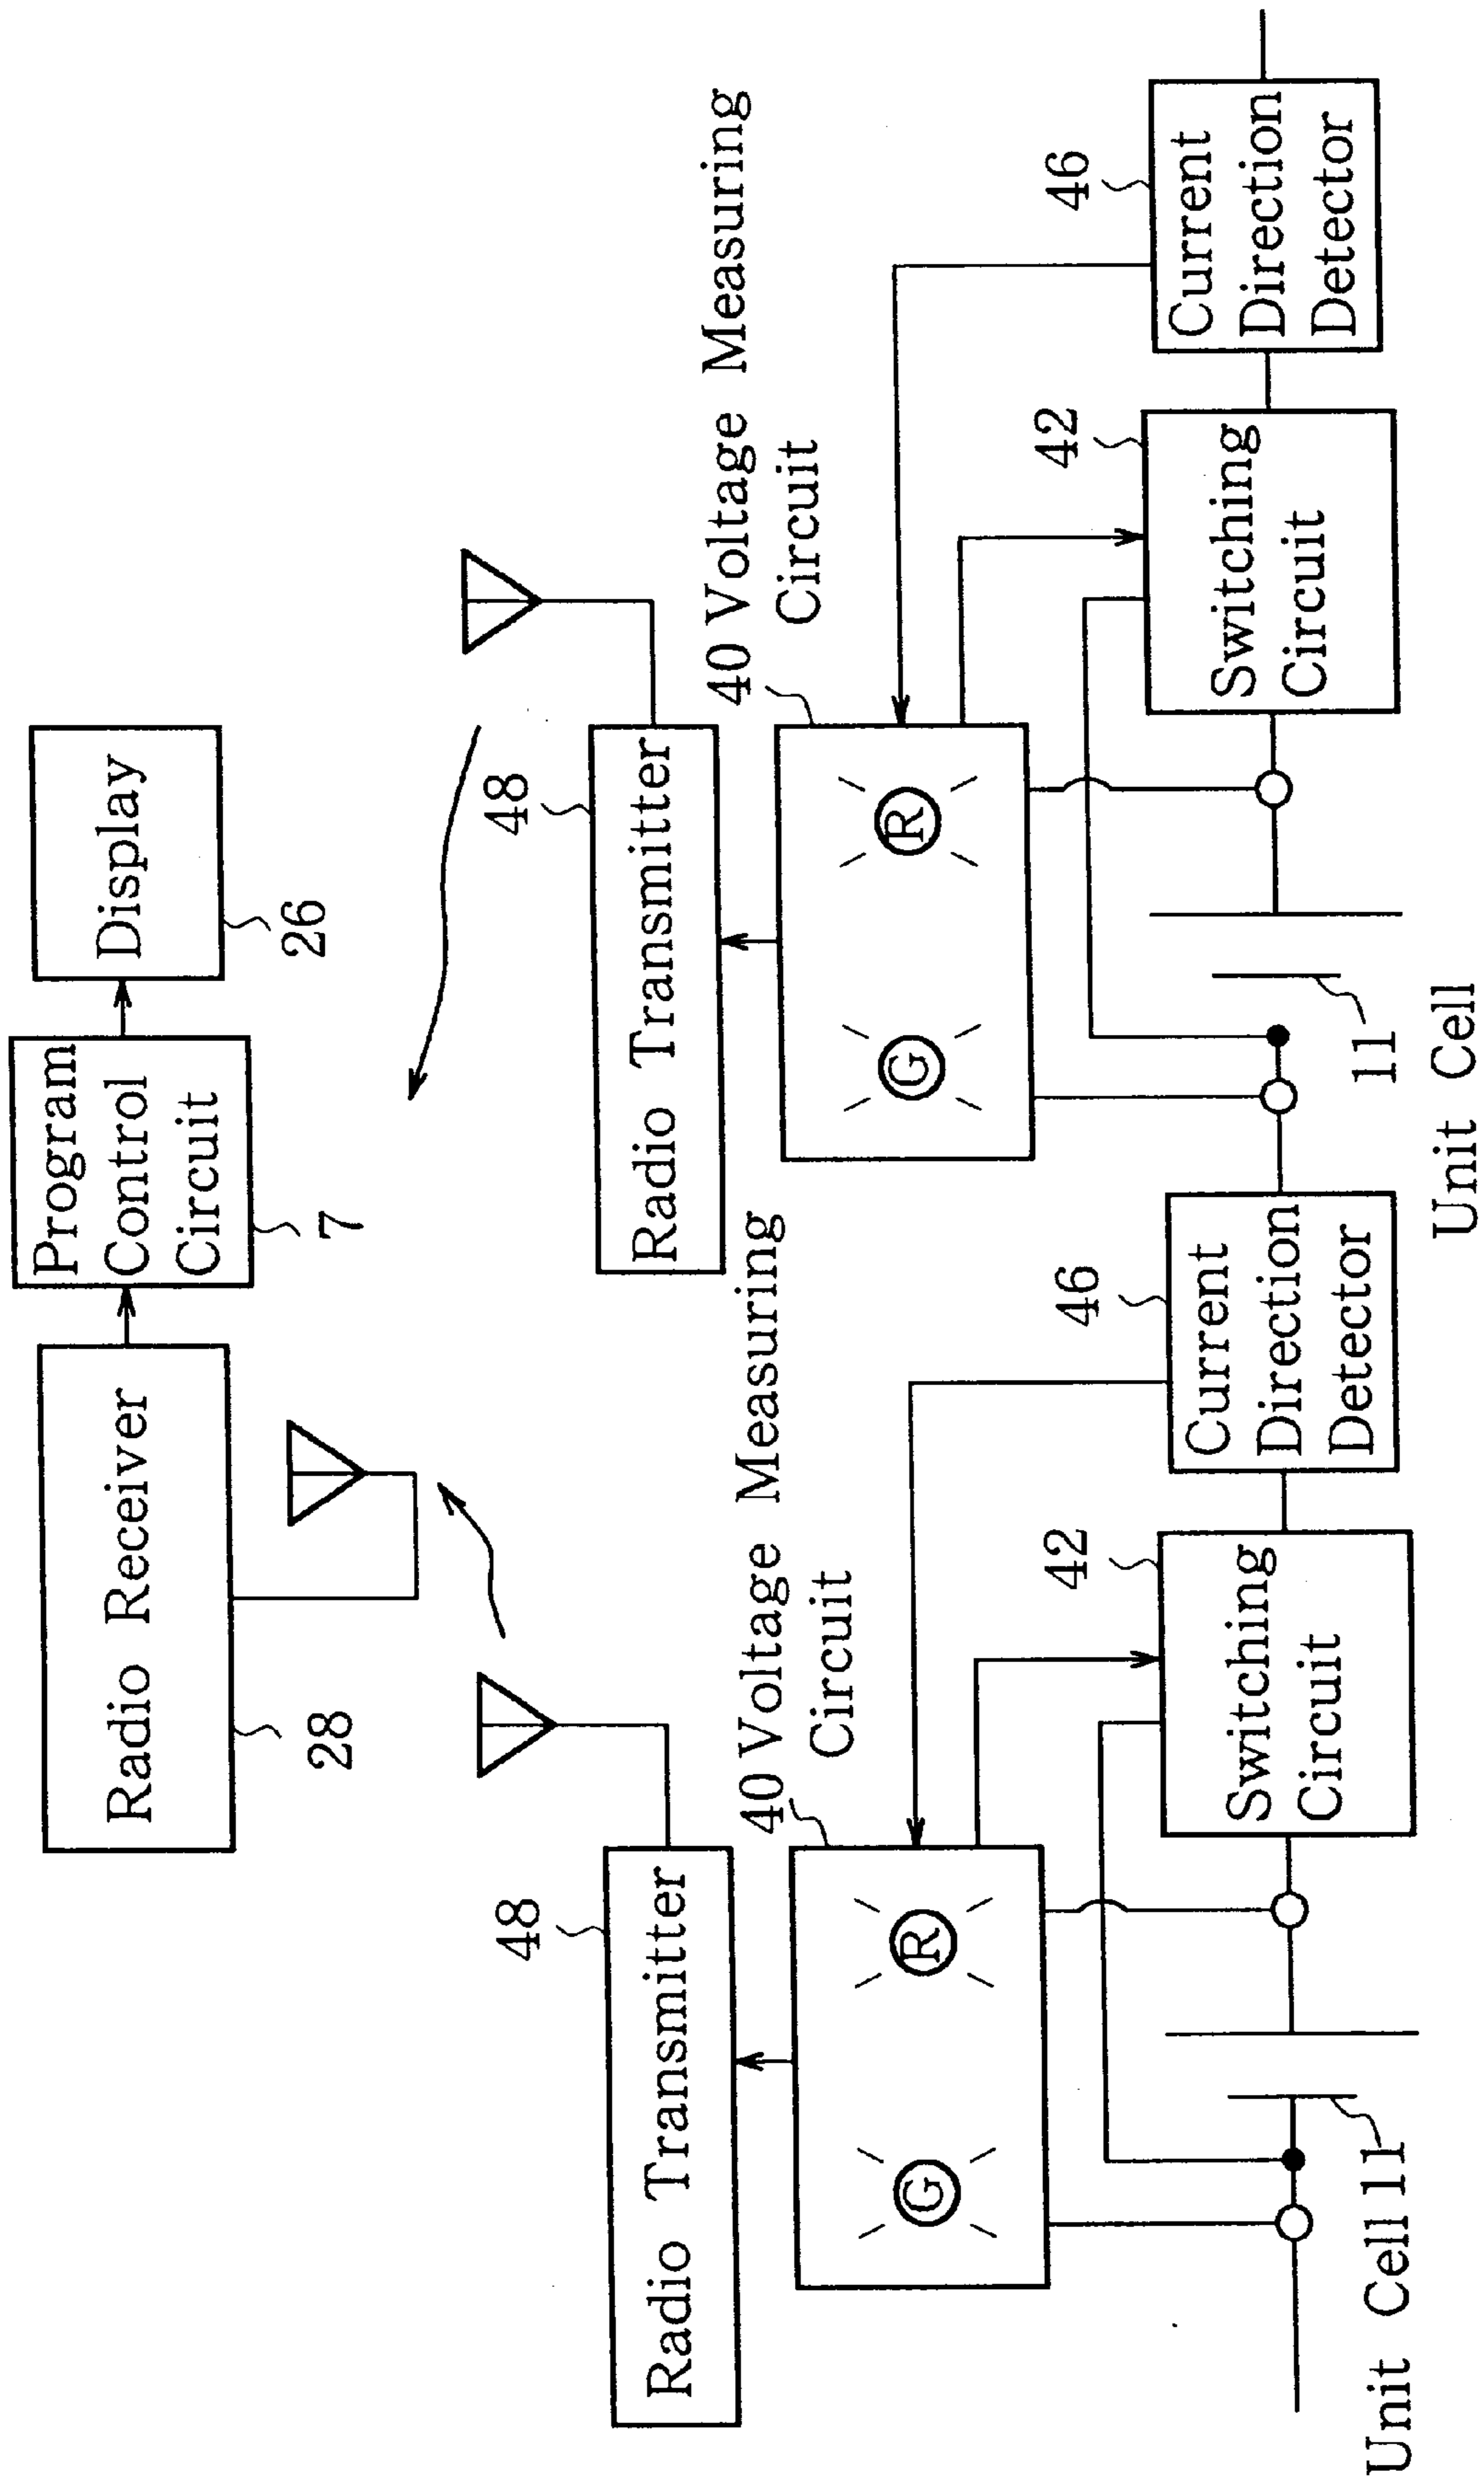 Radio Receiver
28
Program
Control
Circuit
7
Display
26
48
Radio Transmitter
40 Voltage Measuring
Circuit
G
R
42
Switching
Circuit
46
Current
Direction
Detector
Unit Cell 11
48
Radio Transmitter
40 Voltage Measuring
Circuit
G
R
42
Switching
Circuit
46
Current
Direction
Detector
11
Unit Cell